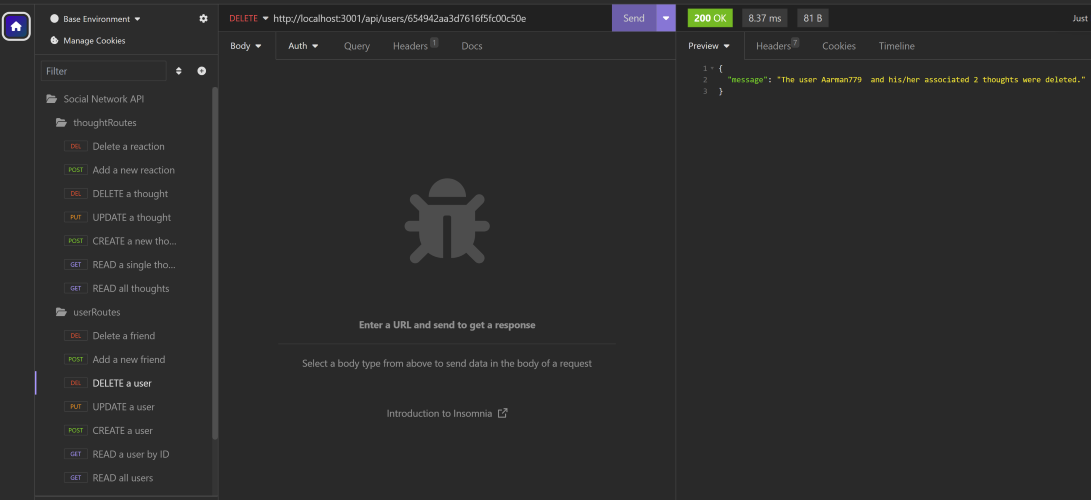 Base Environment
Manage Cookies
Filter
Social Network API
thoughtRoutes
DEL Delete a reaction
POST Add a new reaction
DEL DELETE a thought
PUT UPDATE a thought
POST CREATE a new tho...
GET READ a single tho...
GET READ all thoughts
userRoutes
DEL Delete a friend
POST Add a new friend
DEL DELETE a user
PUT UPDATE a user
POST CREATE a user
GET READ a user by ID
GET READ all users
DELETE http://localhost:3001/api/users/654942aa3d7616f5fc00c50e Send
Body Auth Query Headers 1 Docs
Enter a URL and send to get a response
Select a body type from above to send data in the body of a request
Introduction to Insomnia
200 OK 8.37 ms 81 B Just
Preview Headers 7 Cookies Timeline
1 {
2 "message": "The user Aarman779  and his/her associated 2 thoughts were deleted."
3 }